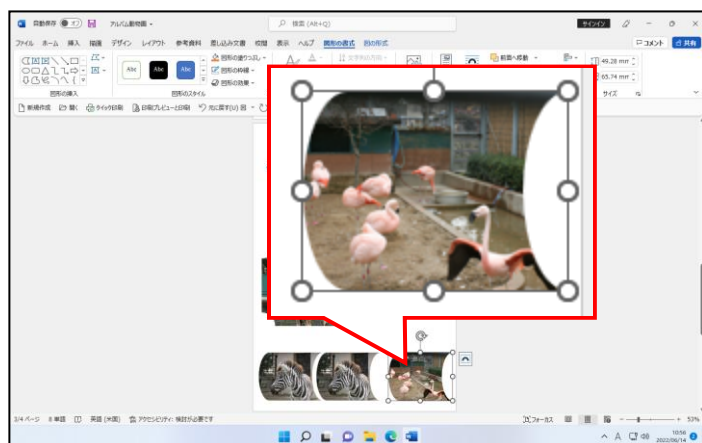 自動保存 オフ アルバム動物園 検索 (Alt+Q) サインイン
ファイル ホーム 挿入 描画 デザイン レイアウト 参考資料 差し込み文書 校閲 表示 ヘルプ 図形の書式 図の形式 コメント 共有
Abc Abc Abc
図形の塗りつぶし
図形の枠線
図形の効果
文字列の方向
前面へ移動
49.28 mm
65.74 mm
図形の挿入 図形のスタイル サイズ
新規作成 開く クイック印刷 印刷プレビューと印刷 元に戻す(U) 図
3/4 ページ 8 単語 英語 (米国) アクセシビリティ: 検討が必要です フォーカス 53%
A 10:56
2022/06/14